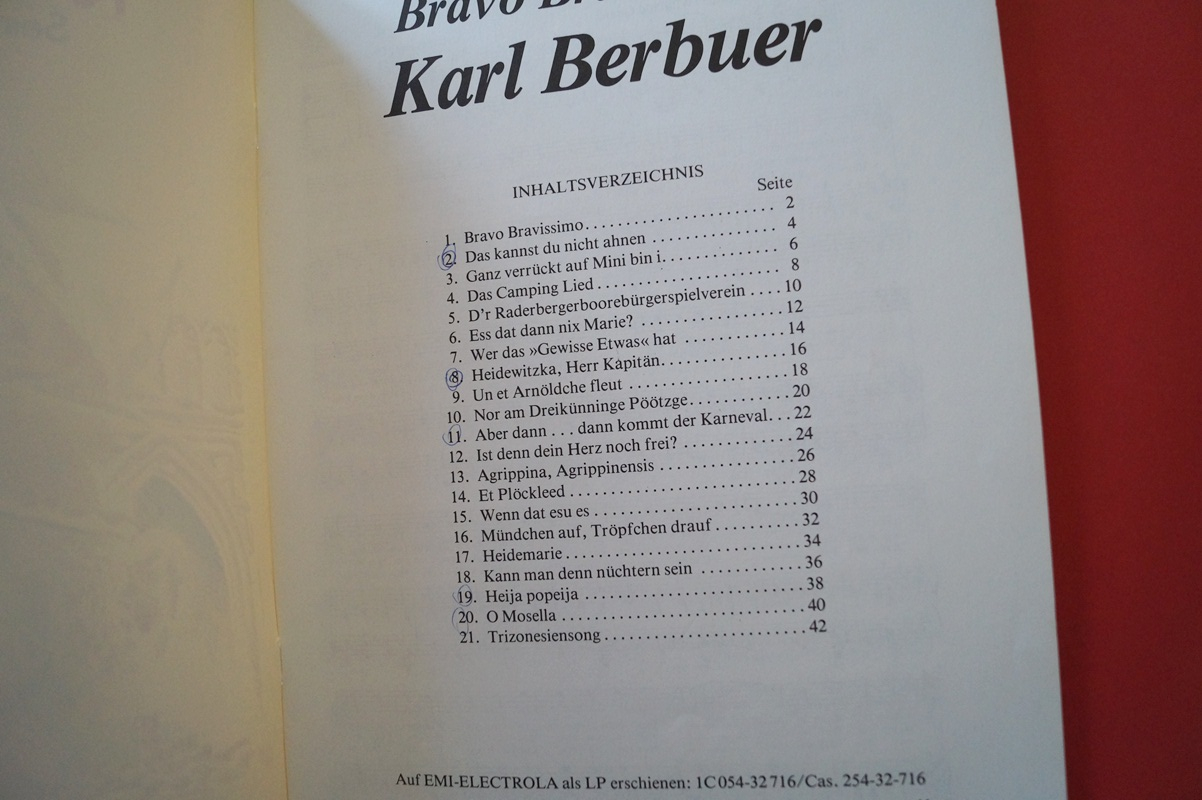 Bravo
Karl Berbuer
INHALTSVERZEICHNIS
Seite
1. Bravo Bravissimo . . . . . . . . . . . . . . . . . . . . . . . . 2
2. Das kannst du nicht ahnen . . . . . . . . . . . . . . . . 4
3. Ganz verrückt auf Mini bin i. . . . . . . . . . . . . . . 6
4. Das Camping Lied . . . . . . . . . . . . . . . . . . . . . . . 8
5. D'r Raderbergerboorebürgerspielverein . . . . 10
6. Ess dat dann nix Marie? . . . . . . . . . . . . . . . . . 12
7. Wer das »Gewisse Etwas« hat . . . . . . . . . . . . 14
8. Heidewitzka, Herr Kapitän. . . . . . . . . . . . . . . 16
9. Un et Arnöldche fleut . . . . . . . . . . . . . . . . . . . 18
10. Nor am Dreikünninge Pöötzge. . . . . . . . . . . . 20
11. Aber dann . . . dann kommt der Karneval. . . 22
12. Ist denn dein Herz noch frei? . . . . . . . . . . . . . 24
13. Agrippina, Agrippinensis . . . . . . . . . . . . . . . . 26
14. Et Plöckleed . . . . . . . . . . . . . . . . . . . . . . . . . . 28
15. Wenn dat esu es . . . . . . . . . . . . . . . . . . . . . . . 30
16. Mündchen auf, Tröpfchen drauf . . . . . . . . . . 32
17. Heidemarie . . . . . . . . . . . . . . . . . . . . . . . . . . . 34
18. Kann man denn nüchtern sein . . . . . . . . . . . . 36
19. Heija popeija . . . . . . . . . . . . . . . . . . . . . . . . . 38
20. O Mosella . . . . . . . . . . . . . . . . . . . . . . . . . . . . 40
21. Trizonesiensong . . . . . . . . . . . . . . . . . . . . . . . 42
Auf EMI-ELECTROLA als LP erschienen: 1C 054-32 716/Cas. 254-32-716